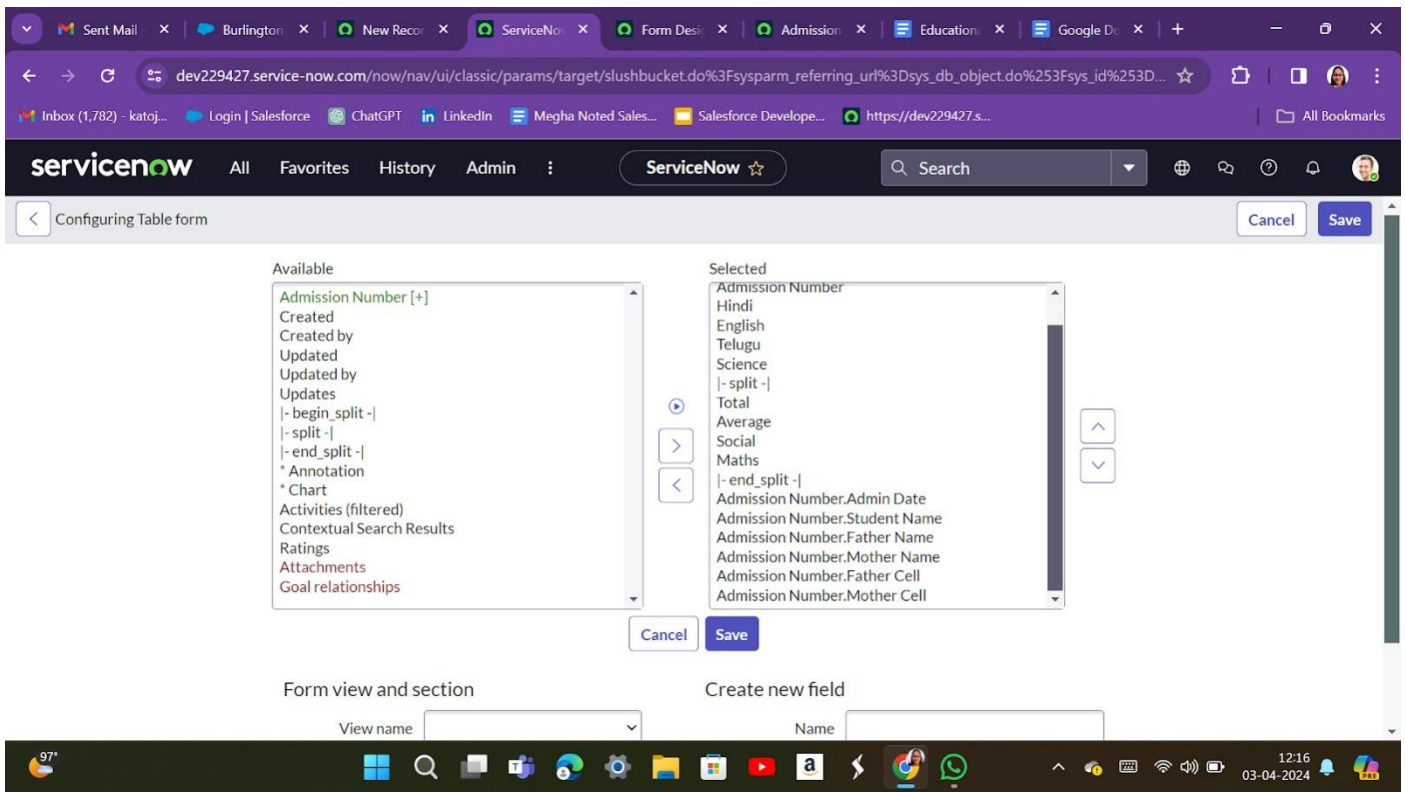 Sent Mail -
Burlington
New Recor
ServiceNo
Form Desig
Admission
Education
Google Do
dev229427.service-now.com/now/nav/ui/classic/params/target/slushbucket.do%3Fsysparm_referring_url%3Dsys_db_object.do%253Fsys_id%253D...
Inbox (1,782) - katoj...
Login | Salesforce
ChatGPT
LinkedIn
Megha Noted Sales...
Salesforce Develope...
https://dev229427.s...
All Bookmarks
servicenow
All
Favorites
History
Admin
ServiceNow
Search
Configuring Table form
Cancel
Save
Available
Admission Number [+]
Created
Created by
Updated
Updated by
Updates
|- begin_split -|
|- split -|
|- end_split -|
* Annotation
* Chart
Activities (filtered)
Contextual Search Results
Ratings
Attachments
Goal relationships
Selected
Admission Number
Hindi
English
Telugu
Science
|- split -|
Total
Average
Social
Maths
|- end_split -|
Admission Number.Admin Date
Admission Number.Student Name
Admission Number.Father Name
Admission Number.Mother Name
Admission Number.Father Cell
Admission Number.Mother Cell
Cancel
Save
Form view and section
View name
Create new field
Name
97°
12:16
03-04-2024
PRE